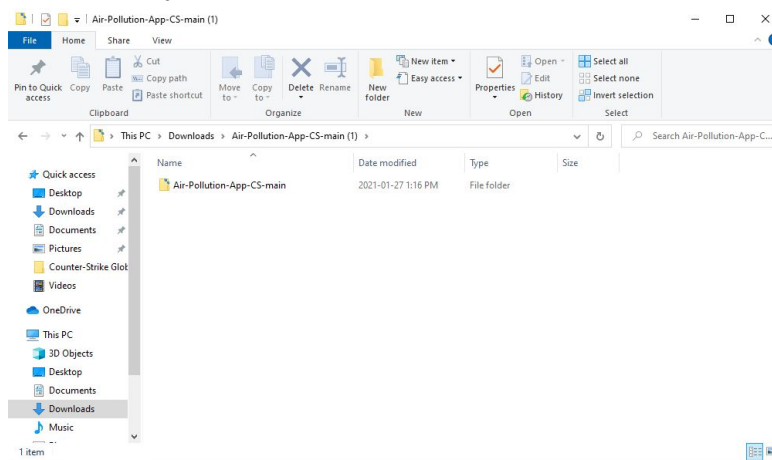 Air-Pollution-App-CS-main (1)
File Home Share View
Pin to Quick access
Copy
Paste
Cut
Copy path
Paste shortcut
Clipboard
Move to
Copy to
Delete
Rename
Organize
New folder
New item
Easy access
New
Properties
Open
Edit
History
Open
Select all
Select none
Invert selection
Select
This PC > Downloads > Air-Pollution-App-CS-main (1) >
Search Air-Pollution-App-C...
Name Date modified Type Size
Air-Pollution-App-CS-main 2021-01-27 1:16 PM File folder
Quick access
Desktop
Downloads
Documents
Pictures
Counter-Strike Glob
Videos
OneDrive
This PC
3D Objects
Desktop
Documents
Downloads
Music
1 item